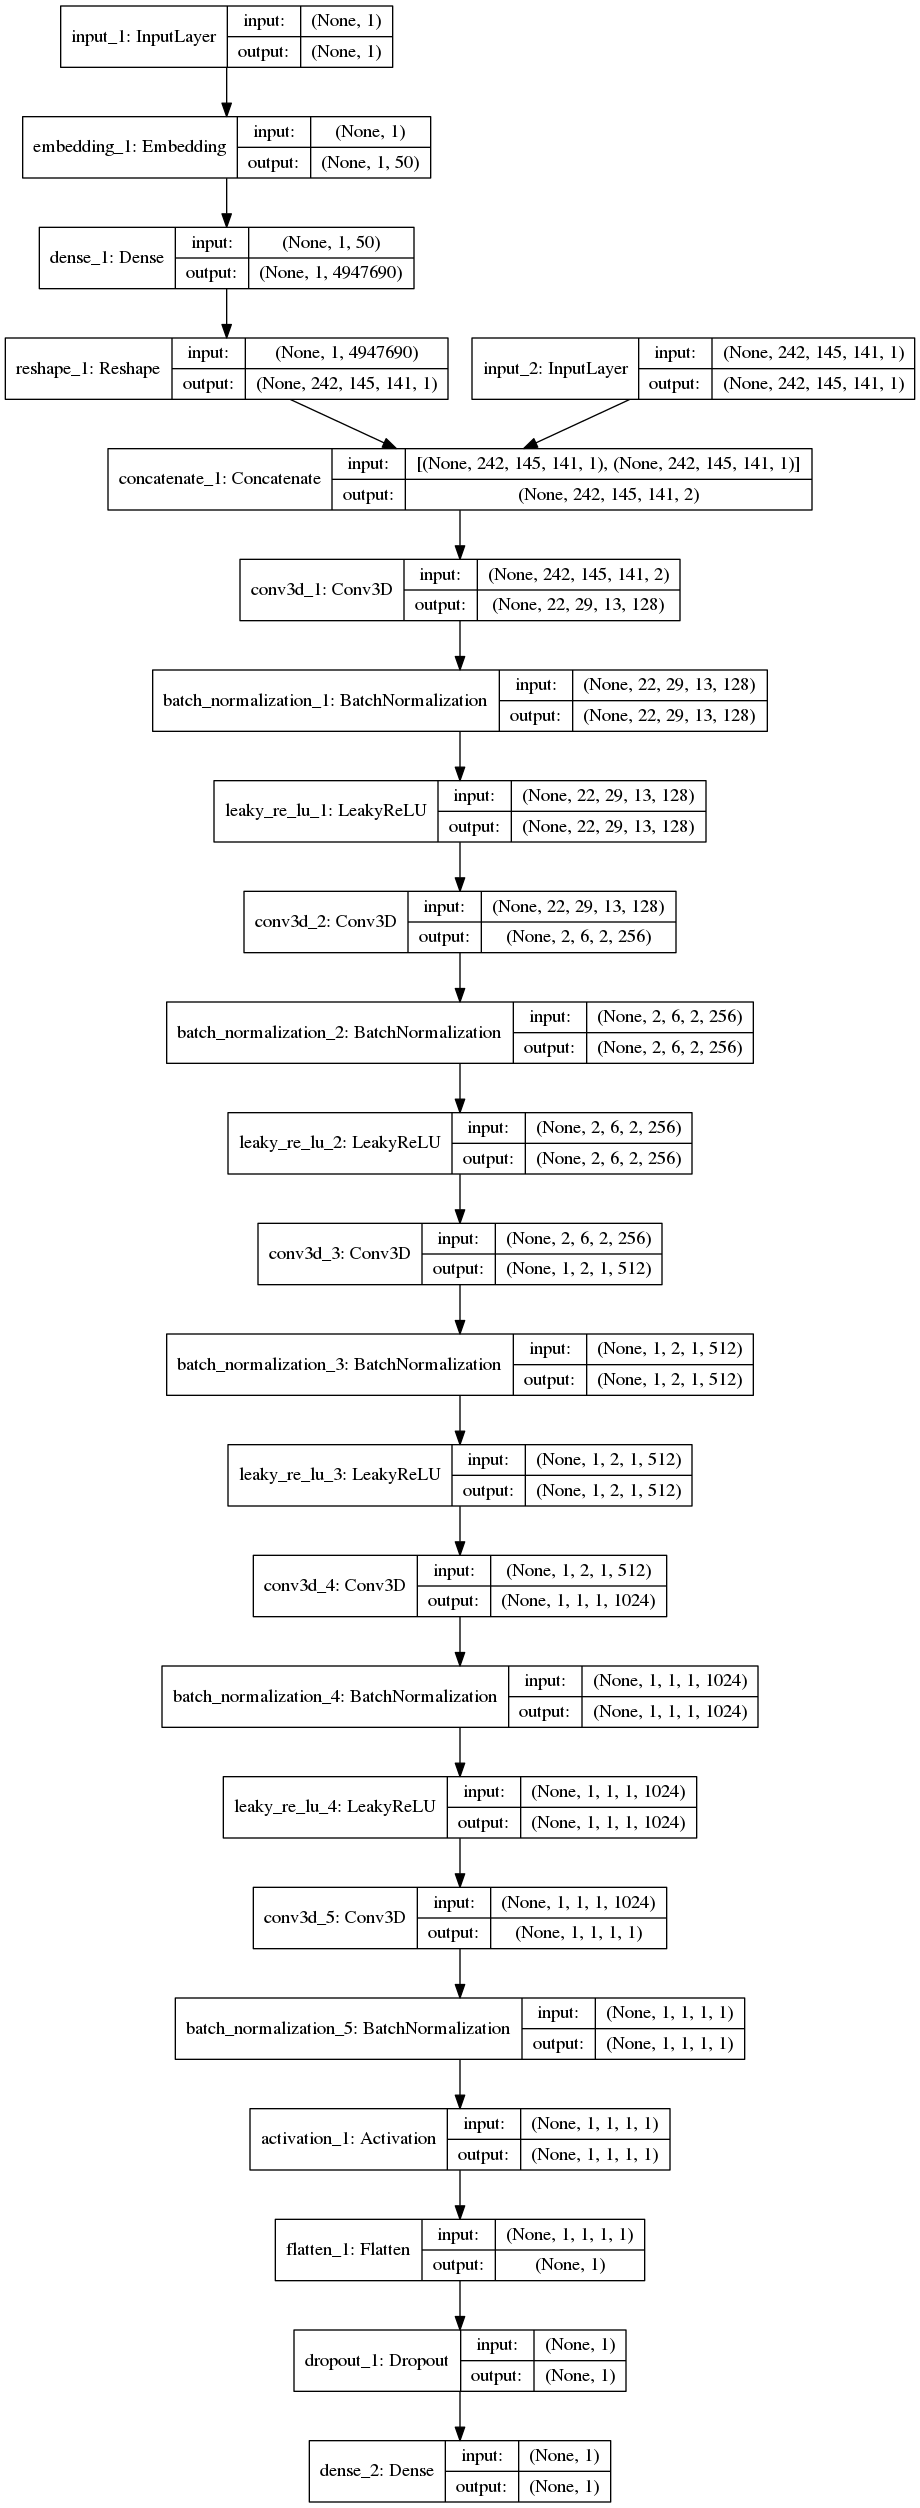 input_1: InputLayer
input: (None, 1)
output: (None, 1)
embedding_1: Embedding
input: (None, 1)
output: (None, 1, 50)
dense_1: Dense
input: (None, 1, 50)
output: (None, 1, 4947690)
reshape_1: Reshape
input: (None, 1, 4947690)
output: (None, 242, 145, 141, 1)
input_2: InputLayer
input: (None, 242, 145, 141, 1)
output: (None, 242, 145, 141, 1)
concatenate_1: Concatenate
input: [(None, 242, 145, 141, 1), (None, 242, 145, 141, 1)]
output: (None, 242, 145, 141, 2)
conv3d_1: Conv3D
input: (None, 242, 145, 141, 2)
output: (None, 22, 29, 13, 128)
batch_normalization_1: BatchNormalization
input: (None, 22, 29, 13, 128)
output: (None, 22, 29, 13, 128)
leaky_re_lu_1: LeakyReLU
input: (None, 22, 29, 13, 128)
output: (None, 22, 29, 13, 128)
conv3d_2: Conv3D
input: (None, 22, 29, 13, 128)
output: (None, 2, 6, 2, 256)
batch_normalization_2: BatchNormalization
input: (None, 2, 6, 2, 256)
output: (None, 2, 6, 2, 256)
leaky_re_lu_2: LeakyReLU
input: (None, 2, 6, 2, 256)
output: (None, 2, 6, 2, 256)
conv3d_3: Conv3D
input: (None, 2, 6, 2, 256)
output: (None, 1, 2, 1, 512)
batch_normalization_3: BatchNormalization
input: (None, 1, 2, 1, 512)
output: (None, 1, 2, 1, 512)
leaky_re_lu_3: LeakyReLU
input: (None, 1, 2, 1, 512)
output: (None, 1, 2, 1, 512)
conv3d_4: Conv3D
input: (None, 1, 2, 1, 512)
output: (None, 1, 1, 1, 1024)
batch_normalization_4: BatchNormalization
input: (None, 1, 1, 1, 1024)
output: (None, 1, 1, 1, 1024)
leaky_re_lu_4: LeakyReLU
input: (None, 1, 1, 1, 1024)
output: (None, 1, 1, 1, 1024)
conv3d_5: Conv3D
input: (None, 1, 1, 1, 1024)
output: (None, 1, 1, 1, 1)
batch_normalization_5: BatchNormalization
input: (None, 1, 1, 1, 1)
output: (None, 1, 1, 1, 1)
activation_1: Activation
input: (None, 1, 1, 1, 1)
output: (None, 1, 1, 1, 1)
flatten_1: Flatten
input: (None, 1, 1, 1, 1)
output: (None, 1)
dropout_1: Dropout
input: (None, 1)
output: (None, 1)
dense_2: Dense
input: (None, 1)
output: (None, 1)